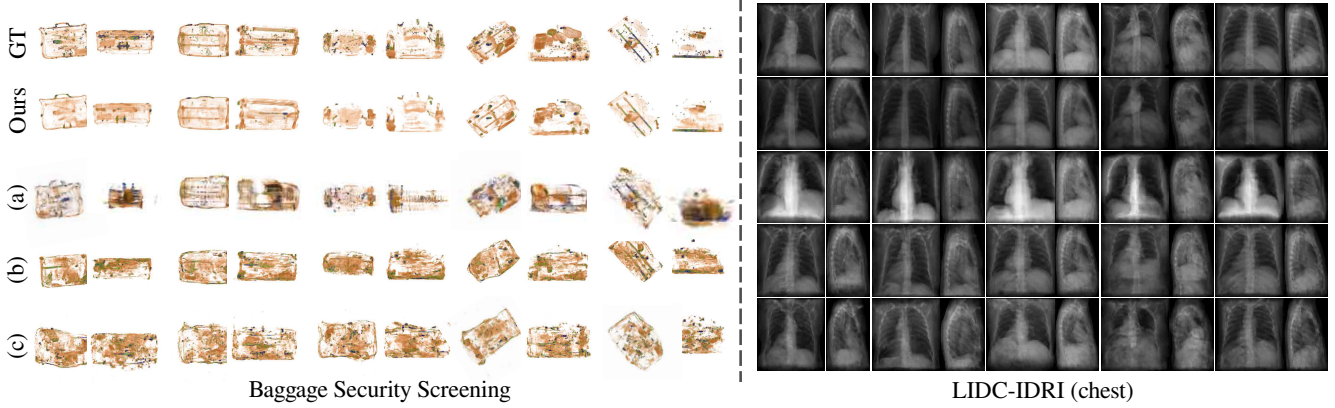 GT
Ours
(a)
(b)
(c)
Baggage Security Screening
LIDC-IDRI (chest)